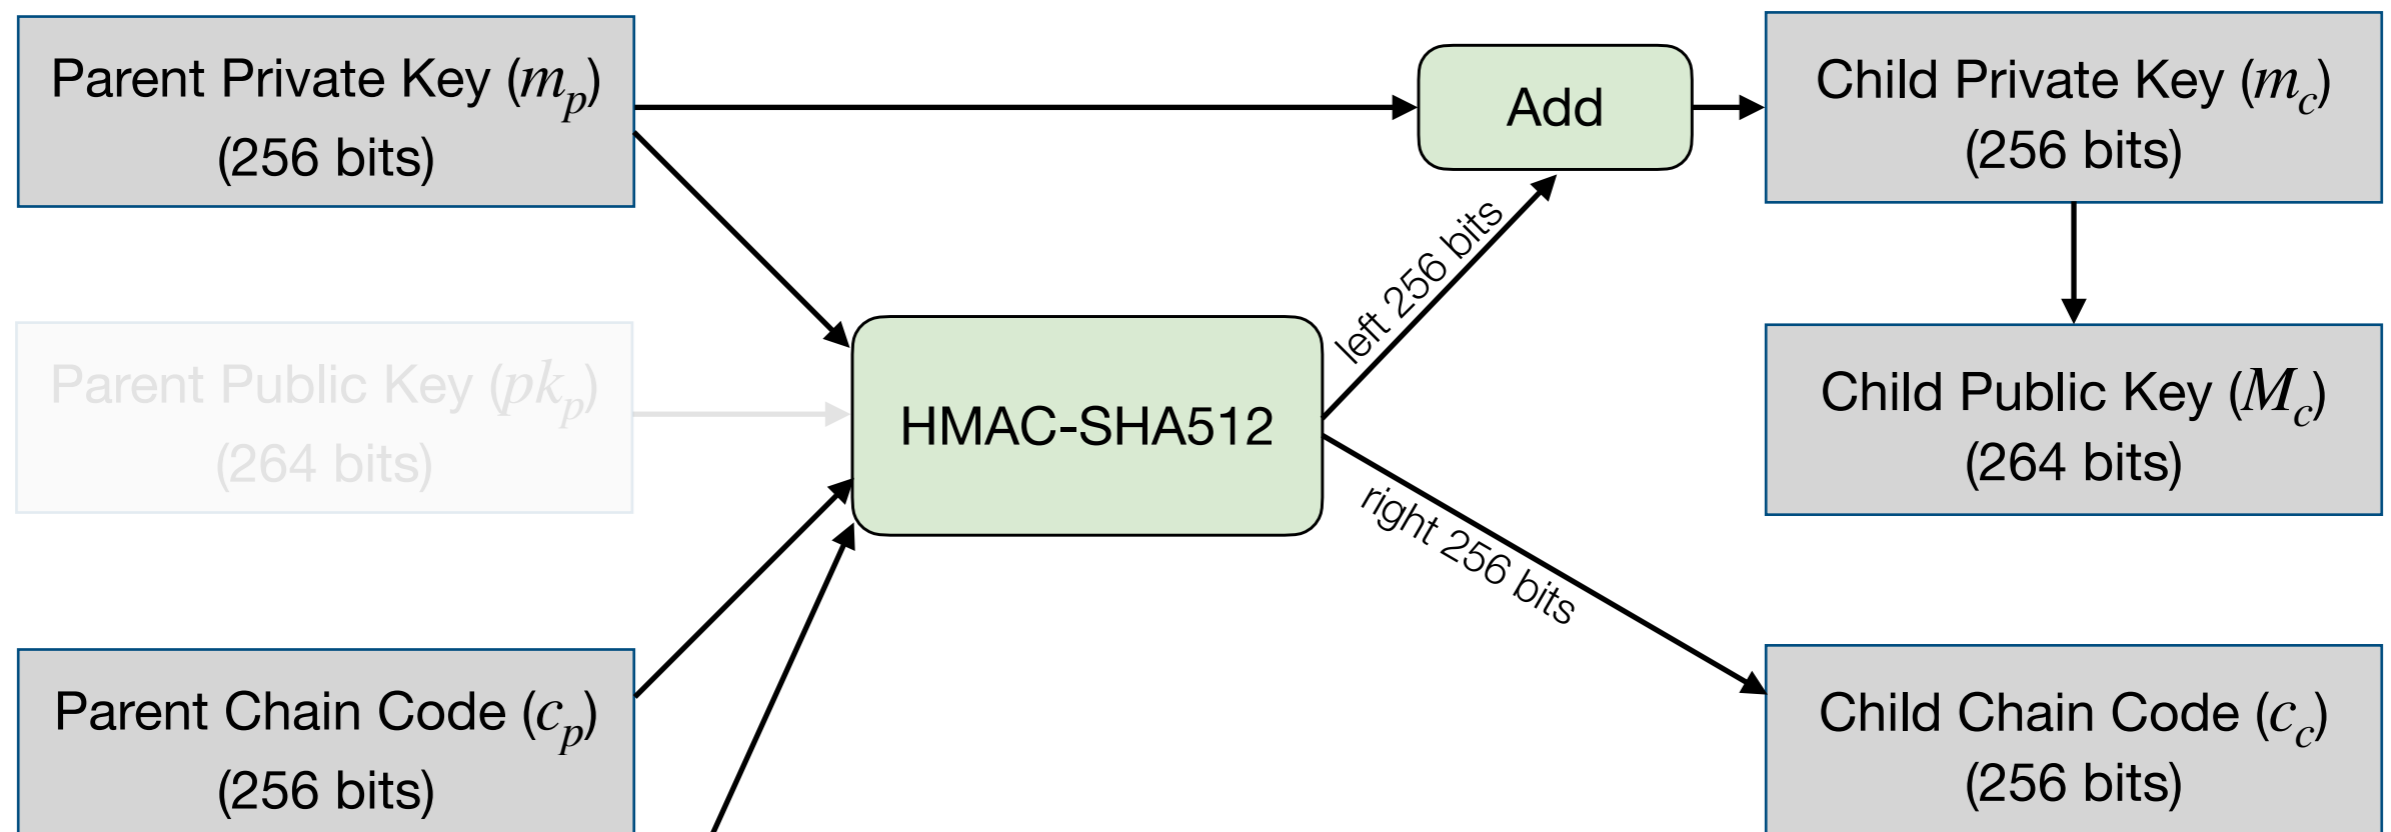 Parent Private Key (m_p)
(256 bits)
Add
Child Private Key (m_c)
(256 bits)
left 256 bits
Parent Public Key (pk_p)
(264 bits)
HMAC-SHA512
Child Public Key (M_c)
(264 bits)
right 256 bits
Parent Chain Code (c_p)
(256 bits)
Child Chain Code (c_c)
(256 bits)